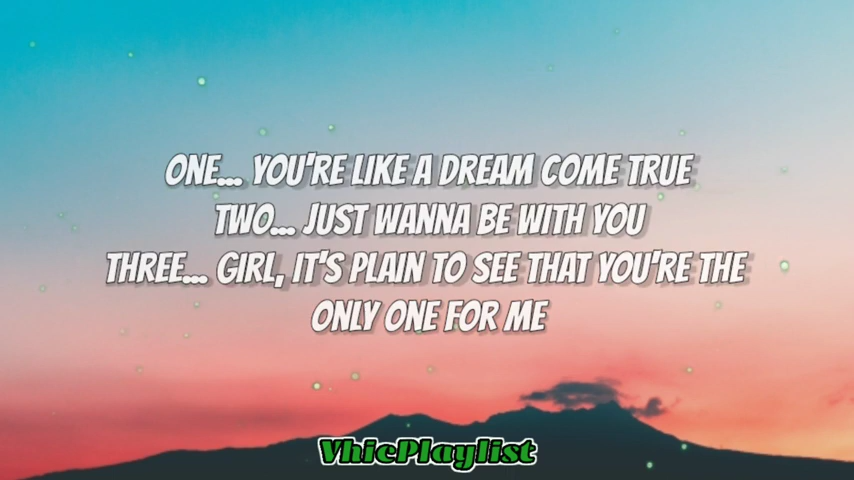 ONE... YOU'RE LIKE A DREAM COME TRUE
TWO... JUST WANNA BE WITH YOU
THREE... GIRL, IT'S PLAIN TO SEE THAT YOU'RE THE
ONLY ONE FOR ME
VhicPlaylist